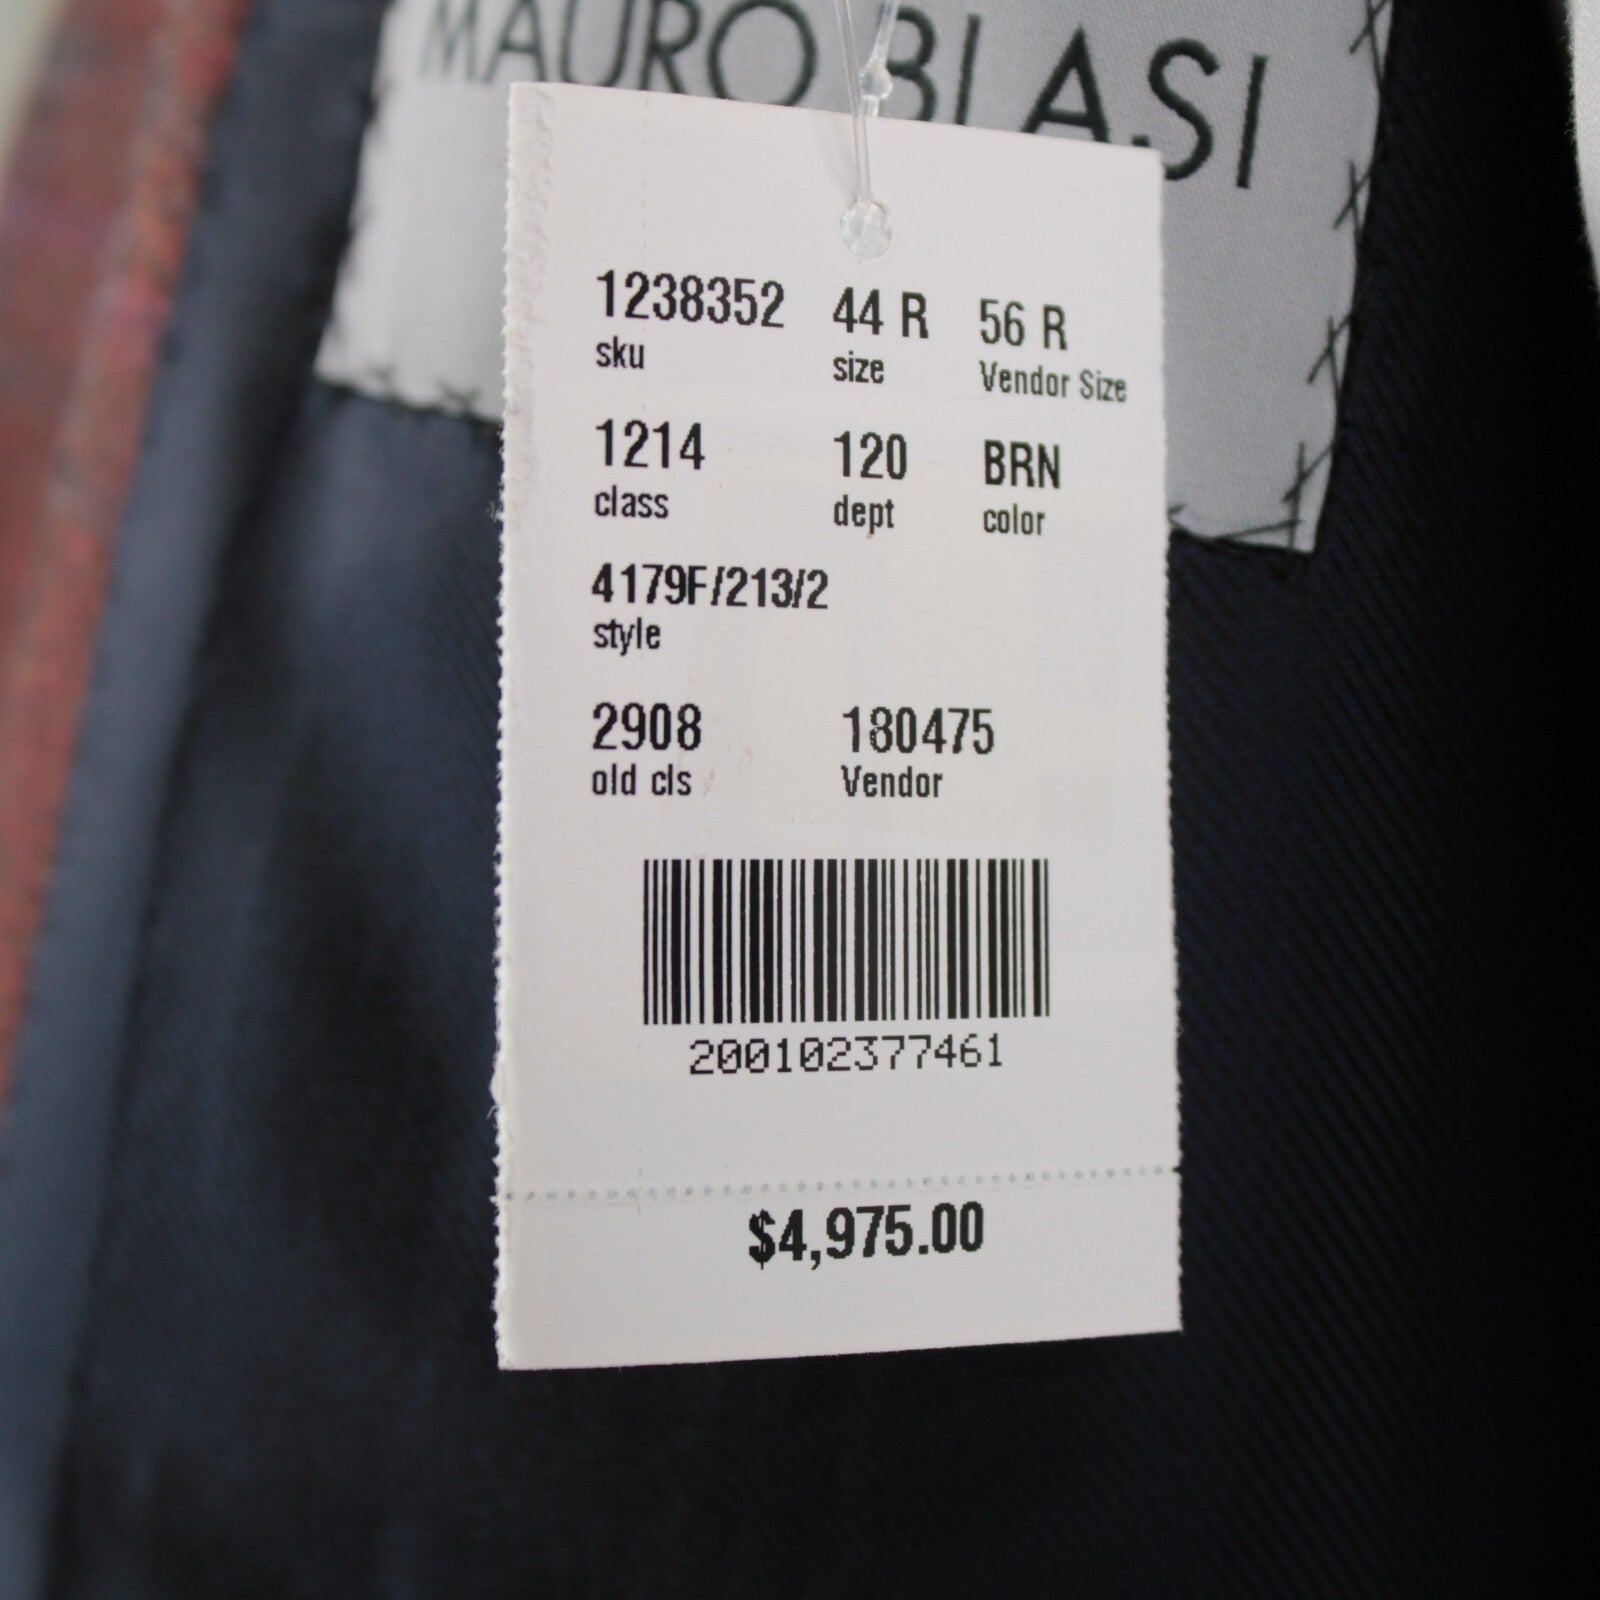 MAURO BLASI
1238352 44 R 56 R
sku size Vendor Size
1214 120 BRN
class dept color
4179F/213/2
style
2908 180475
old cls Vendor
200102377461
$4,975.00